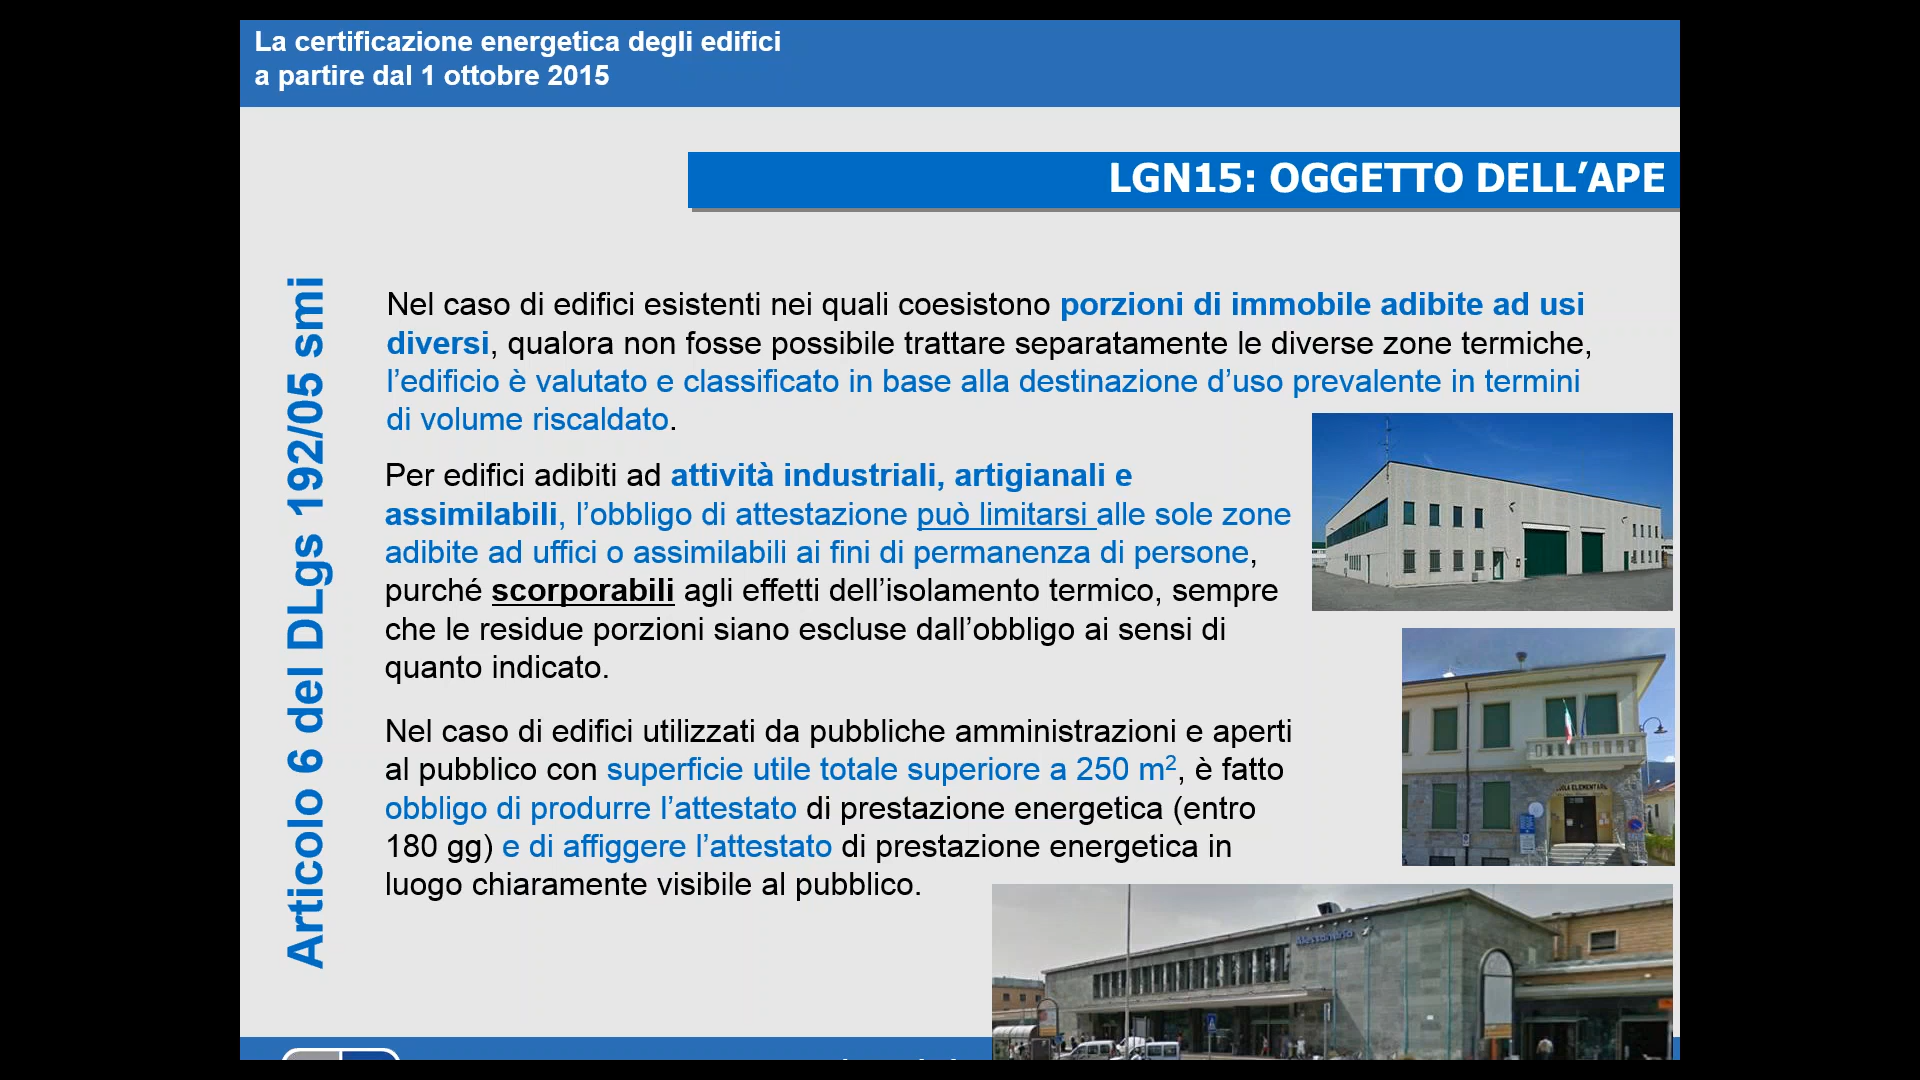 La certificazione energetica degli edifici
a partire dal 1 ottobre 2015
LGN15: OGGETTO DELL’APE
Articolo 6 del DLgs 192/05 smi
Nel caso di edifici esistenti nei quali coesistono porzioni di immobile adibite ad usi
diversi, qualora non fosse possibile trattare separatamente le diverse zone termiche,
l’edificio è valutato e classificato in base alla destinazione d’uso prevalente in termini
di volume riscaldato.
Per edifici adibiti ad attività industriali, artigianali e
assimilabili, l’obbligo di attestazione può limitarsi alle sole zone
adibite ad uffici o assimilabili ai fini di permanenza di persone,
purché scorporabili agli effetti dell’isolamento termico, sempre
che le residue porzioni siano escluse dall’obbligo ai sensi di
quanto indicato.
Nel caso di edifici utilizzati da pubbliche amministrazioni e aperti
al pubblico con superficie utile totale superiore a 250 m², è fatto
obbligo di produrre l’attestato di prestazione energetica (entro
180 gg) e di affiggere l’attestato di prestazione energetica in
luogo chiaramente visibile al pubblico.
Alessandria